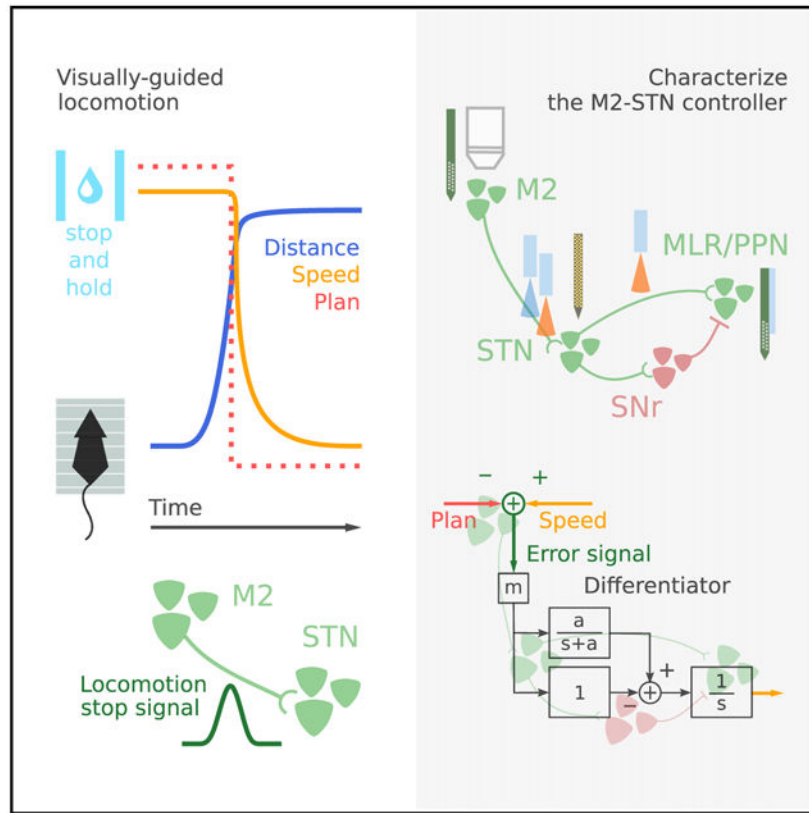 Visually-guided
locomotion
stop
and
hold
Distance
Speed
Plan
Time
M2
STN
Locomotion
stop signal
Characterize
the M2-STN controller
M2
MLR/PPN
STN
SNr
− +
Plan + Speed
Error signal
m
Differentiator
a
s+a
+
1
− +
1
s